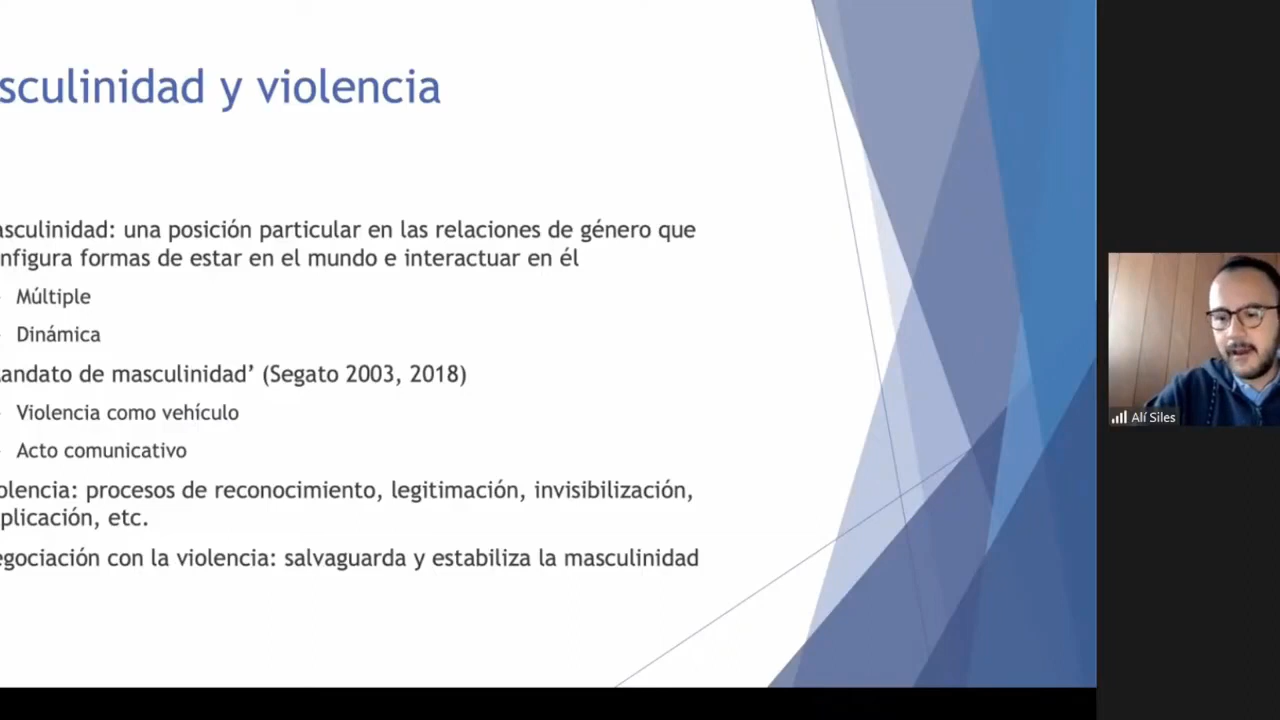 sculinidad y violencia
asculinidad: una posición particular en las relaciones de género que
nfigura formas de estar en el mundo e interactuar en él
Múltiple
Dinámica
andato de masculinidad’ (Segato 2003, 2018)
Violencia como vehículo
Acto comunicativo
olencia: procesos de reconocimiento, legitimación, invisibilización,
plicación, etc.
egociación con la violencia: salvaguarda y estabiliza la masculinidad
Alí Siles